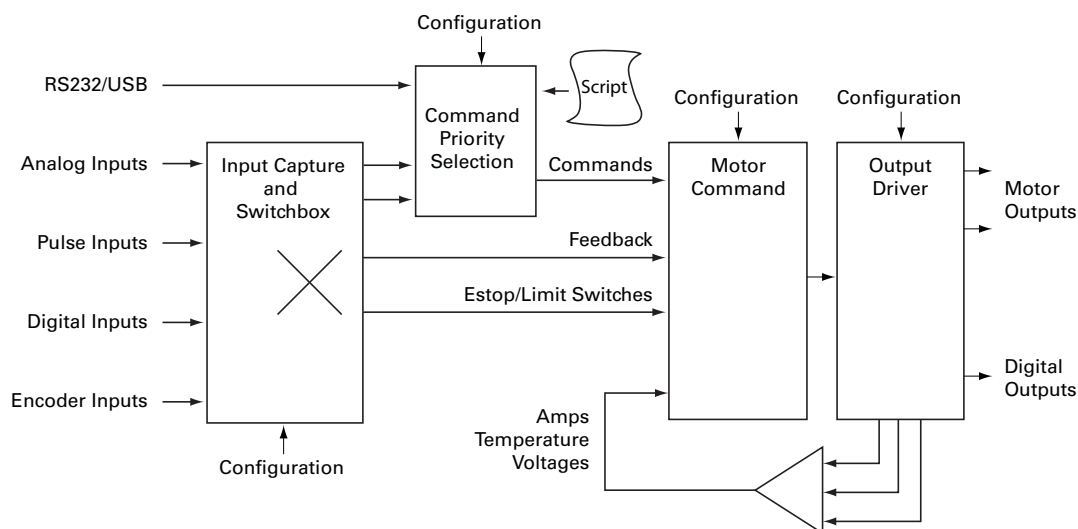 Configuration
RS232/USB
Script
Command
Priority
Selection
Configuration
Configuration
Analog Inputs
Input Capture
and
Switchbox
Commands
Motor
Command
Output
Driver
Motor
Outputs
Pulse Inputs
Feedback
Digital Inputs
Estop/Limit Switches
Encoder Inputs
Digital
Outputs
Amps
Temperature
Voltages
Configuration